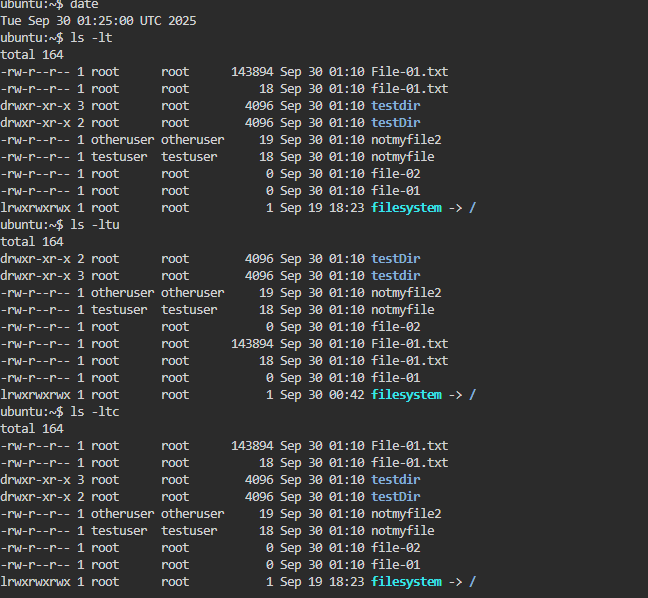 ubuntu:~$ date
Tue Sep 30 01:25:00 UTC 2025
ubuntu:~$ ls -lt
total 164
-rw-r--r-- 1 root      root      143894 Sep 30 01:10 File-01.txt
-rw-r--r-- 1 root      root          18 Sep 30 01:10 file-01.txt
drwxr-xr-x 3 root      root        4096 Sep 30 01:10 testdir
drwxr-xr-x 2 root      root        4096 Sep 30 01:10 testDir
-rw-r--r-- 1 otheruser otheruser     19 Sep 30 01:10 notmyfile2
-rw-r--r-- 1 testuser  testuser      18 Sep 30 01:10 notmyfile
-rw-r--r-- 1 root      root           0 Sep 30 01:10 file-02
-rw-r--r-- 1 root      root           0 Sep 30 01:10 file-01
lrwxrwxrwx 1 root      root           1 Sep 19 18:23 filesystem -> /
ubuntu:~$ ls -ltu
total 164
drwxr-xr-x 2 root      root        4096 Sep 30 01:10 testDir
drwxr-xr-x 3 root      root        4096 Sep 30 01:10 testdir
-rw-r--r-- 1 otheruser otheruser     19 Sep 30 01:10 notmyfile2
-rw-r--r-- 1 testuser  testuser      18 Sep 30 01:10 notmyfile
-rw-r--r-- 1 root      root           0 Sep 30 01:10 file-02
-rw-r--r-- 1 root      root      143894 Sep 30 01:10 File-01.txt
-rw-r--r-- 1 root      root          18 Sep 30 01:10 file-01.txt
-rw-r--r-- 1 root      root           0 Sep 30 01:10 file-01
lrwxrwxrwx 1 root      root           1 Sep 30 00:42 filesystem -> /
ubuntu:~$ ls -ltc
total 164
-rw-r--r-- 1 root      root      143894 Sep 30 01:10 File-01.txt
-rw-r--r-- 1 root      root          18 Sep 30 01:10 file-01.txt
drwxr-xr-x 3 root      root        4096 Sep 30 01:10 testdir
drwxr-xr-x 2 root      root        4096 Sep 30 01:10 testDir
-rw-r--r-- 1 otheruser otheruser     19 Sep 30 01:10 notmyfile2
-rw-r--r-- 1 testuser  testuser      18 Sep 30 01:10 notmyfile
-rw-r--r-- 1 root      root           0 Sep 30 01:10 file-02
-rw-r--r-- 1 root      root           0 Sep 30 01:10 file-01
lrwxrwxrwx 1 root      root           1 Sep 19 18:23 filesystem -> /